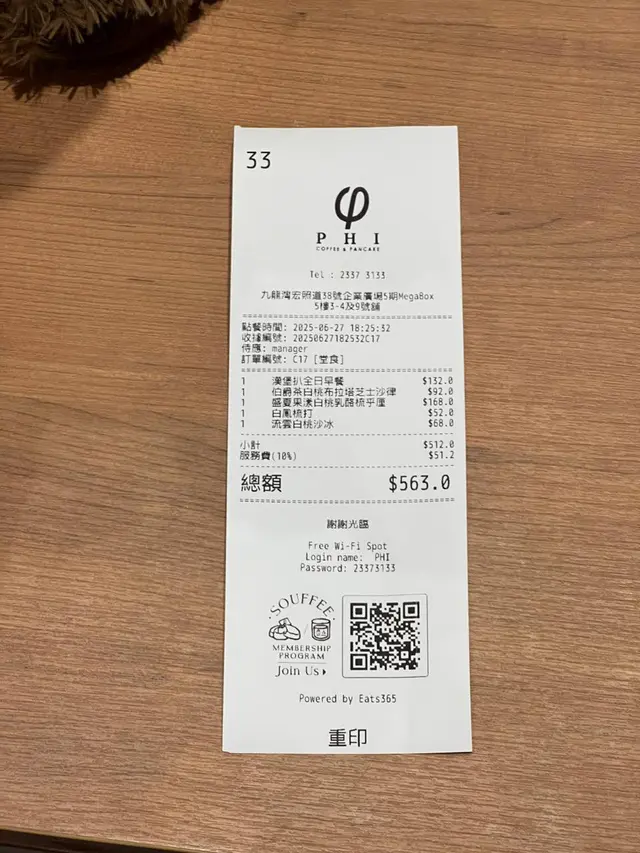 33
φ
PHI
COFFEE & PANCAKE
Tel : 2337 3133
九龍灣宏照道38號企業廣場5期MegaBox
5樓3-4及9號舖
點餐時間: 2025-06-27 18:25:32
收據編號: 20250627182532C17
侍應: manager
訂單編號: C17 [堂食]
1 漢堡扒全日早餐 $132.0
1 伯爵茶白桃布拉塔芝士沙律 $92.0
1 盛夏果漾白桃乳酪梳乎厘 $168.0
1 白鳳梳打 $52.0
1 流雲白桃沙冰 $68.0
小計 $512.0
服務費(10%) $51.2
總額 $563.0
謝謝光臨
Free Wi-Fi Spot
Login name: PHI
Password: 23373133
SOUFFEE
MEMBERSHIP
PROGRAM
Join Us
Powered by Eats365
重印